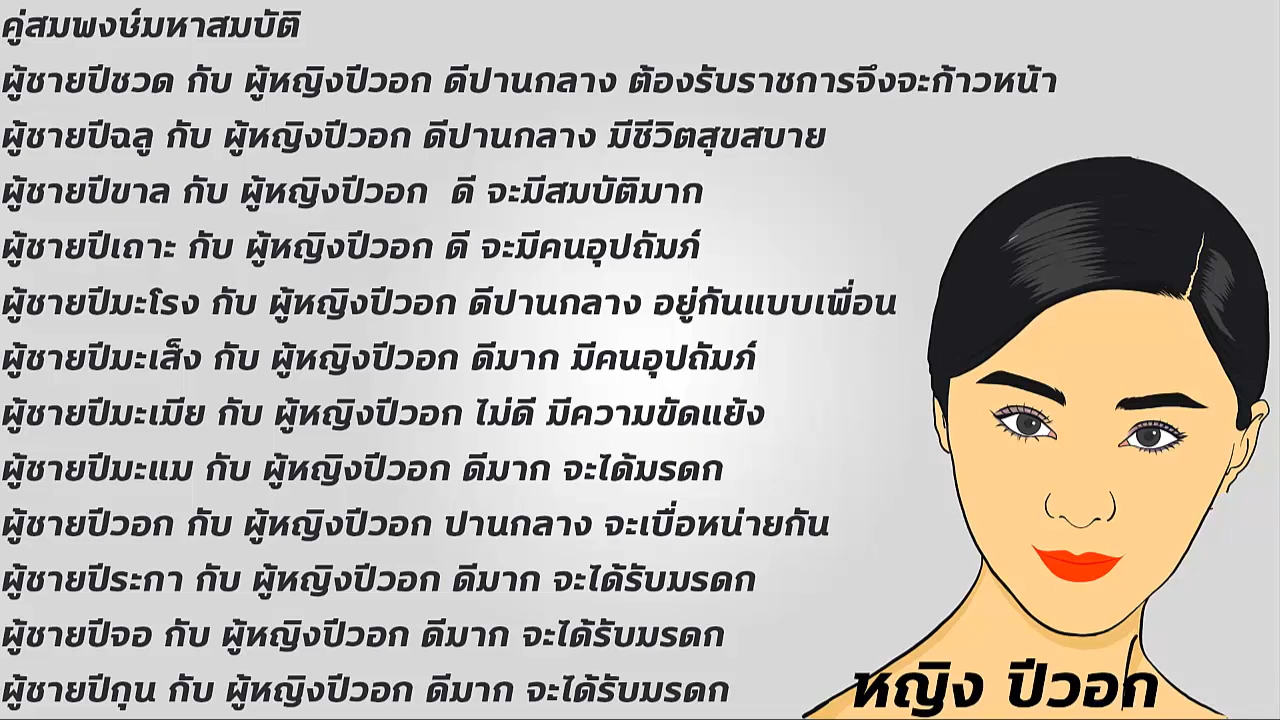 คู่สมพงษ์มหาสมบัติ
ผู้ชายปีชวด กับ ผู้หญิงปีวอก ดีปานกลาง ต้องรับราชการจึงจะก้าวหน้า
ผู้ชายปีฉลู กับ ผู้หญิงปีวอก ดีปานกลาง มีชีวิตสุขสบาย
ผู้ชายปีขาล กับ ผู้หญิงปีวอก ดี จะมีสมบัติมาก
ผู้ชายปีเถาะ กับ ผู้หญิงปีวอก ดี จะมีคนอุปถัมภ์
ผู้ชายปีมะโรง กับ ผู้หญิงปีวอก ดีปานกลาง อยู่กันแบบเพื่อน
ผู้ชายปีมะเส็ง กับ ผู้หญิงปีวอก ดีมาก มีคนอุปถัมภ์
ผู้ชายปีมะเมีย กับ ผู้หญิงปีวอก ไม่ดี มีความขัดแย้ง
ผู้ชายปีมะแม กับ ผู้หญิงปีวอก ดีมาก จะได้มรดก
ผู้ชายปีวอก กับ ผู้หญิงปีวอก ปานกลาง จะเบื่อหน่ายกัน
ผู้ชายปีระกา กับ ผู้หญิงปีวอก ดีมาก จะได้รับมรดก
ผู้ชายปีจอ กับ ผู้หญิงปีวอก ดีมาก จะได้รับมรดก
ผู้ชายปีกุน กับ ผู้หญิงปีวอก ดีมาก จะได้รับมรดก
หญิง ปีวอก